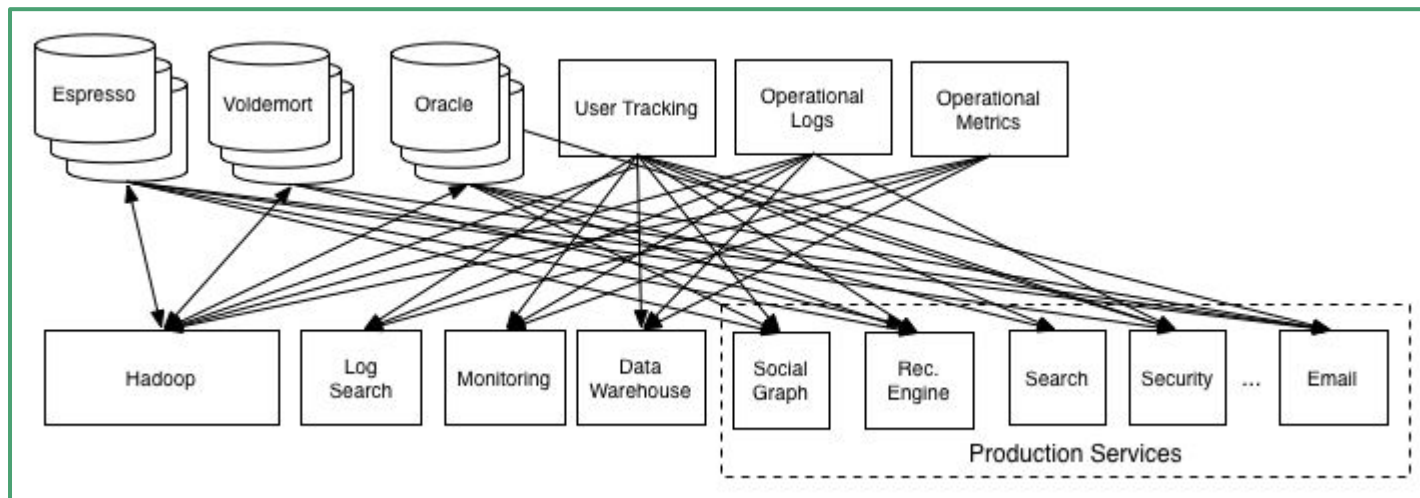 Espresso
Voldemort
Oracle
User Tracking
Operational
Logs
Operational
Metrics
Hadoop
Log
Search
Monitoring
Data
Warehouse
Social
Graph
Rec.
Engine
Search
Security
...
Email
Production Services